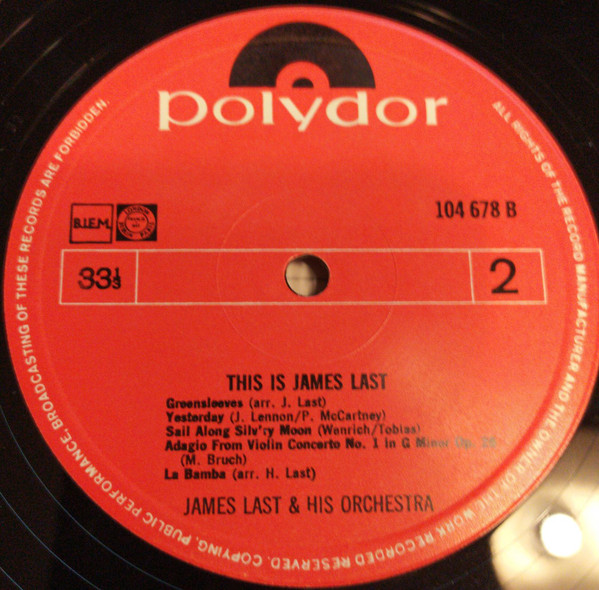 polydor
104 678 B
B.I.E.M.
33⅓
2
THIS IS JAMES LAST
Greensleeves (arr. J. Last)
Yesterday (J. Lennon/P. McCartney)
Sail Along Silv'ry Moon (Wenrich/Tobias)
Adagio From Violin Concerto No. 1 In G Minor Op. 26
(M. Bruch)
La Bamba (arr. H. Last)
JAMES LAST & HIS ORCHESTRA
ALL RIGHTS OF THE RECORD MANUFACTURER AND THE OWNER OF THE WORK RECORDED RESERVED. COPYING, PUBLIC PERFORMANCE, BROADCASTING OF THESE RECORDS ARE FORBIDDEN.